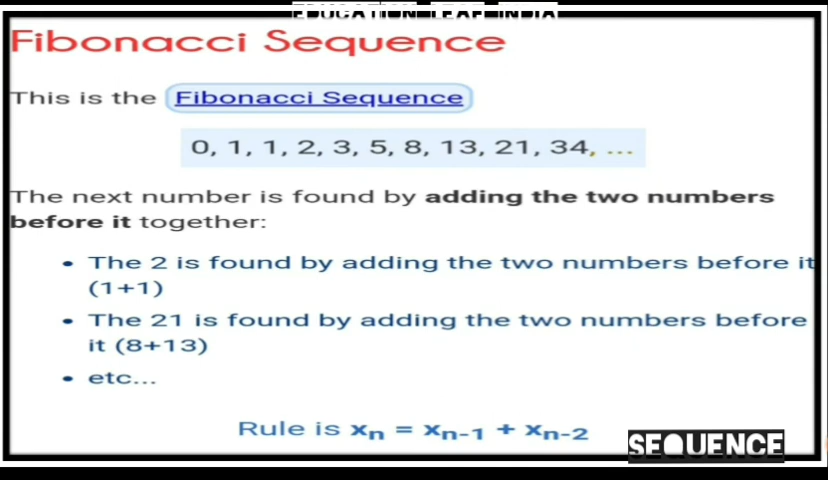 EDUCATION LEAF INDIA
Fibonacci Sequence
This is the Fibonacci Sequence
0, 1, 1, 2, 3, 5, 8, 13, 21, 34, ...
The next number is found by adding the two numbers
before it together:
• The 2 is found by adding the two numbers before it
(1+1)
• The 21 is found by adding the two numbers before
it (8+13)
• etc...
Rule is xₙ = xₙ₋₁ + xₙ₋₂
SEQUENCE